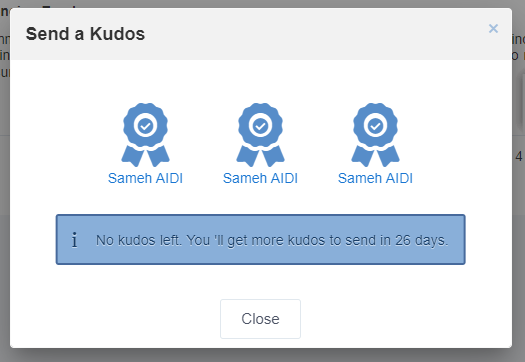 Send a Kudos
×
Sameh AIDI Sameh AIDI Sameh AIDI
i No kudos left. You 'll get more kudos to send in 26 days.
4
Close